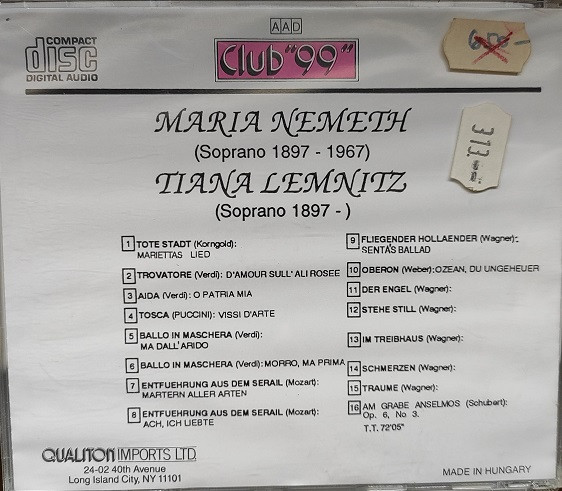 AAD
COMPACT
disc
DIGITAL AUDIO
Club "99"
MARIA NEMETH
(Soprano 1897 - 1967)
313.-
TIANA LEMNITZ
(Soprano 1897 - )
1 TOTE STADT (Korngold):
MARIETTAS LIED
2 TROVATORE (Verdi): D'AMOUR SULL' ALI ROSEE
3 AIDA (Verdi): O PATRIA MIA
4 TOSCA (PUCCINI): VISSI D'ARTE
5 BALLO IN MASCHERA (Verdi):
MA DALL'ARIDO
6 BALLO IN MASCHERA (Verdi): MORRO, MA PRIMA
7 ENTFUEHRUNG AUS DEM SERAIL (Mozart):
MARTERN ALLER ARTEN
8 ENTFUEHRUNG AUS DEM SERAIL (Mozart):
ACH, ICH LIEBTE
9 FLIEGENDER HOLLAENDER (Wagner):
SENTA'S BALLAD
10 OBERON (Weber): OZEAN, DU UNGEHEUER
11 DER ENGEL (Wagner):
12 STEHE STILL (Wagner):
13 IM TREIBHAUS (Wagner):
14 SCHMERZEN (Wagner):
15 TRAUME (Wagner):
16 AM GRABE ANSELMOS (Schubert):
Op. 6, No 3.
T.T. 72'05"
QUALITON IMPORTS LTD.
24-02 40th Avenue
Long Island City, NY 11101
MADE IN HUNGARY